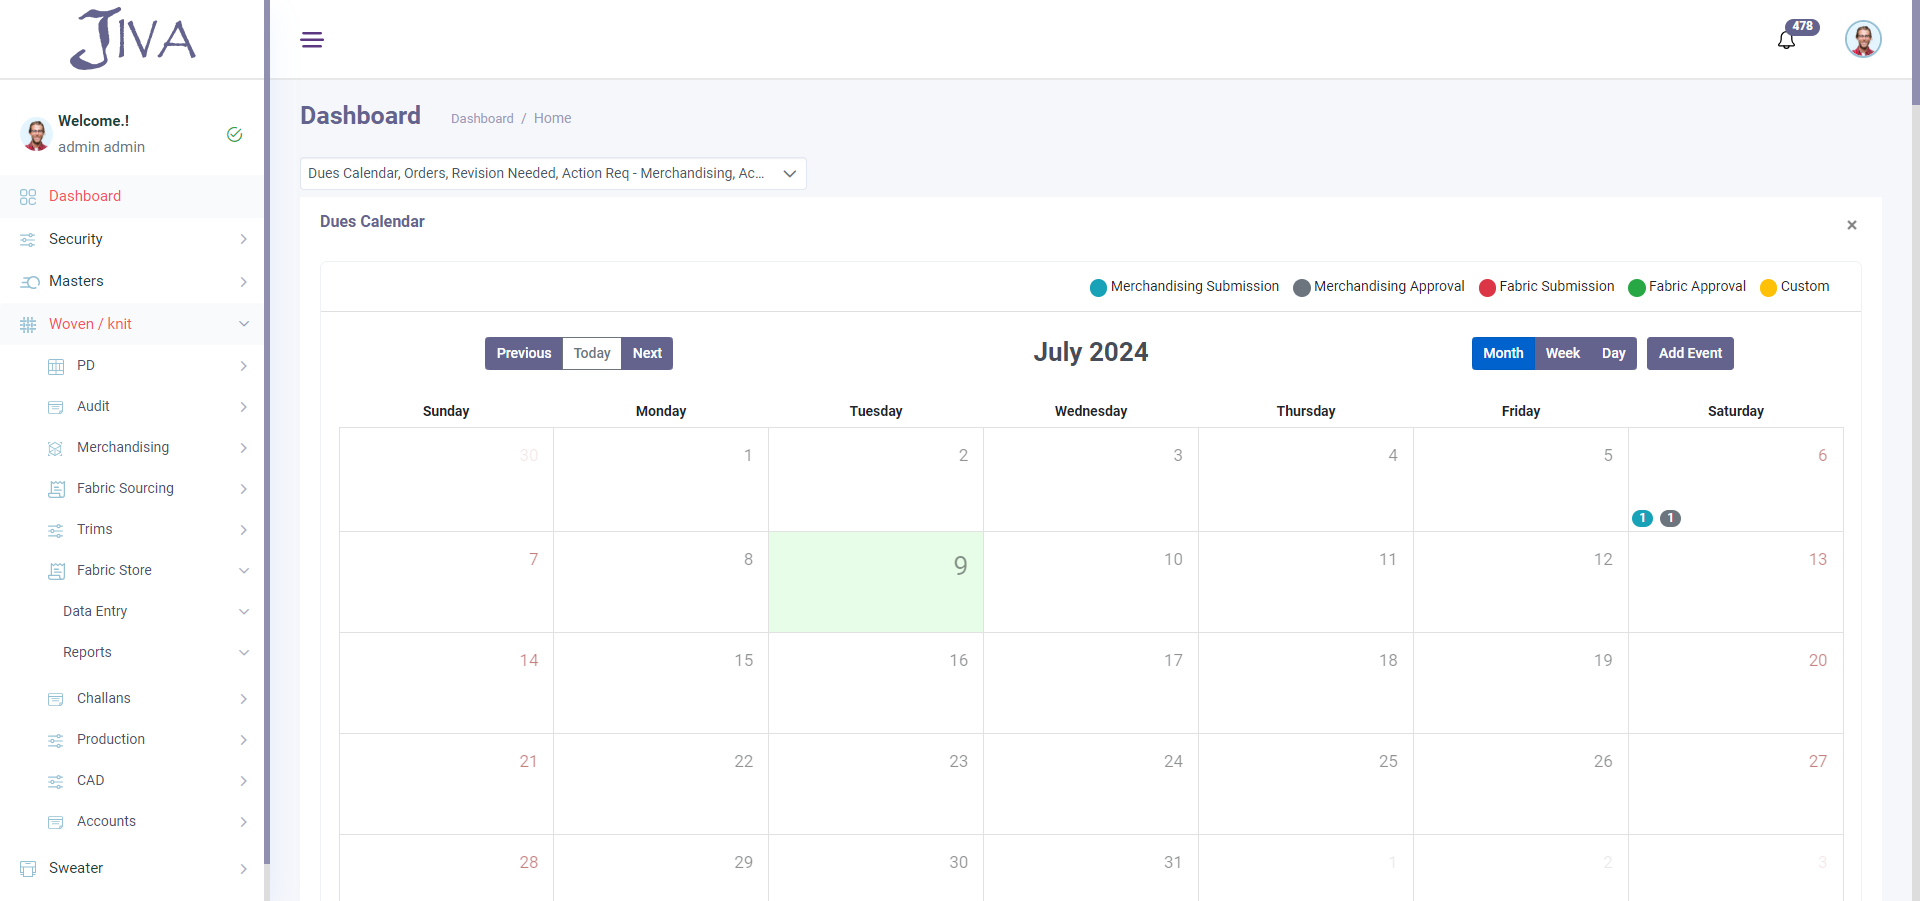 JIVA
478
Welcome.!
admin admin
Dashboard
Security
Masters
Woven / knit
PD
Audit
Merchandising
Fabric Sourcing
Trims
Fabric Store
Data Entry
Reports
Challans
Production
CAD
Accounts
Sweater
Dashboard
Dashboard / Home
Dues Calendar, Orders, Revision Needed, Action Req - Merchandising, Ac...
Dues Calendar
×
Merchandising Submission Merchandising Approval Fabric Submission Fabric Approval Custom
Previous Today Next
July 2024
Month Week Day Add Event
Sunday Monday Tuesday Wednesday Thursday Friday Saturday
30 1 2 3 4 5 6
1 1
7 8 9 10 11 12 13
14 15 16 17 18 19 20
21 22 23 24 25 26 27
28 29 30 31 1 2 3